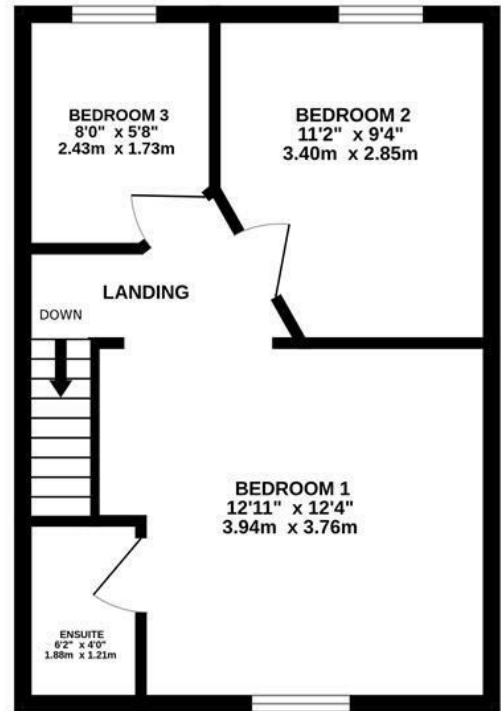 BEDROOM 3
8'0" x 5'8"
2.43m x 1.73m
BEDROOM 2
11'2" x 9'4"
3.40m x 2.85m
LANDING
DOWN
BEDROOM 1
12'11" x 12'4"
3.94m x 3.76m
ENSUITE
6'2" x 4'0"
1.88m x 1.21m